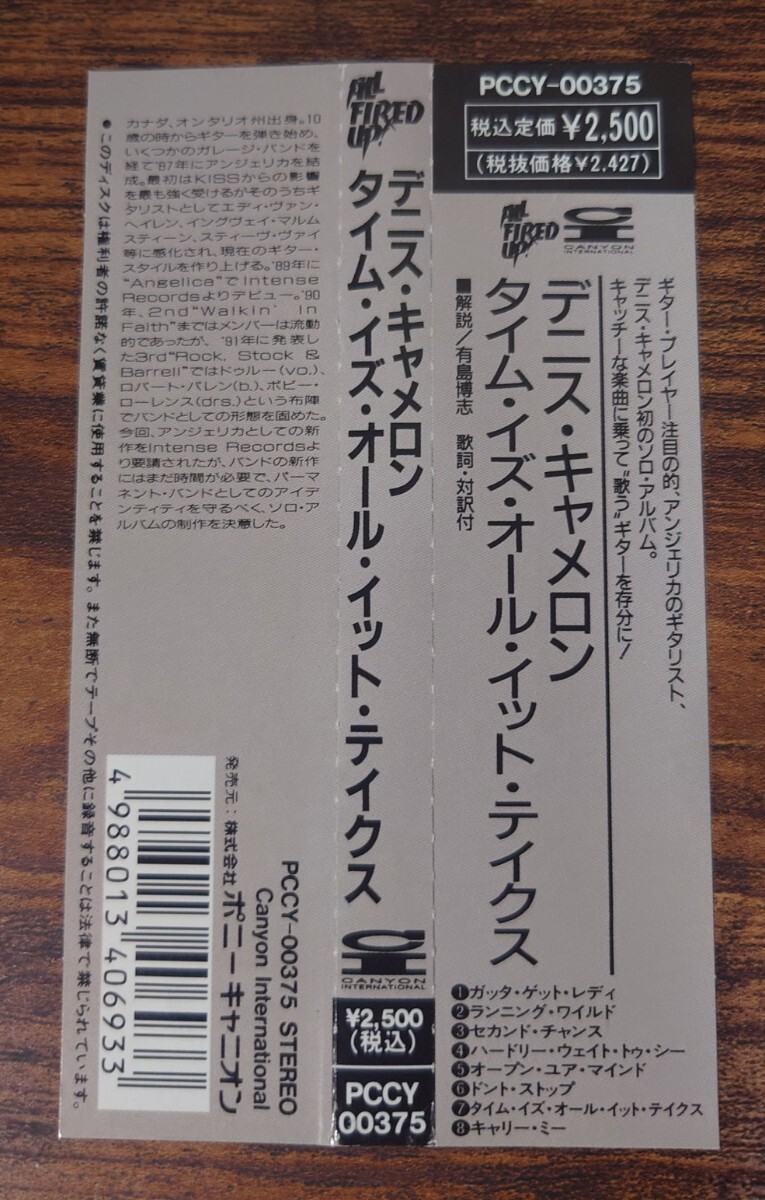 PCCY-00375
税込定価 ¥2,500
(税抜価格¥2,427)
ALL FIRED UP!
CI
CANYON
INTERNATIONAL
ギター・プレイヤー注目の的、アンジェリカのギタリスト、
デニス・キャメロン初のソロ・アルバム。
キャッチーな楽曲に乗って“歌う”ギターを存分に!
デニス・キャメロン
タイム・イズ・オール・イット・テイクス
■解説/有島博志 歌詞・対訳付
❶ガッタ・ゲット・レディ
❷ランニング・ワイルド
❸セカンド・チャンス
❹ハードリー・ウェイト・トゥ・シー
❺オープン・ユア・マインド
❻ドント・ストップ
❼タイム・イズ・オール・イット・テイクス
❽キャリー・ミー
ALL FIRED UP!
デニス・キャメロン
タイム・イズ・オール・イット・テイクス
CI
CANYON
INTERNATIONAL
¥2,500
(税込)
PCCY
00375
カナダ、オンタリオ州出身。10
歳の時からギターを弾き始め、
いくつかのガレージ・バンドを
経て'87年にアンジェリカを結
成。最初はKISSからの影響
を最も強く受けるがそのうちギ
タリストとしてエディ・ヴァン・
ヘイレン、イングヴェイ・マルム
スティーン、スティーヴ・ヴァイ
等に感化され、現在のギター・
スタイルを作り上げる。'89年に
“Angelica”でIntense
Recordsよりデビュー。'90
年、2nd“Walkin' In
Faith”まではメンバーは流動
的であったが、'91年に発表し
た3rd“Rock, Stock &
Barrell”ではドゥルー(vo.)、
ロバート・パレン(b.)、ボビー・
ローレンス(drs.)という布陣
でバンドとしての形態を固めた。
今回、アンジェリカとしての新
作をIntense Recordsよ
り要請されたが、バンドの新作
にはまだ時間が必要で、パーマ
ネント・バンドとしてのアイデ
ンティティを守るべく、ソロ・ア
ルバムの制作を決意した。
●このディスクは権利者の許諾なく賃貸業に使用することを禁じます。また無断でテープその他に録音することは法律で禁じられています。
PCCY-00375 STEREO
Canyon International
発売元:株式会社ポニーキャニオン
4 988013 406933